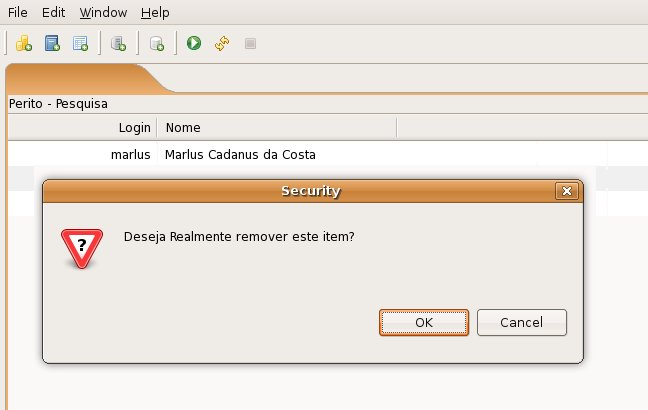 File Edit Window Help
Perito - Pesquisa
Login Nome
marlus Marlus Cadanus da Costa
Security
?
Deseja Realmente remover este item?
OK Cancel